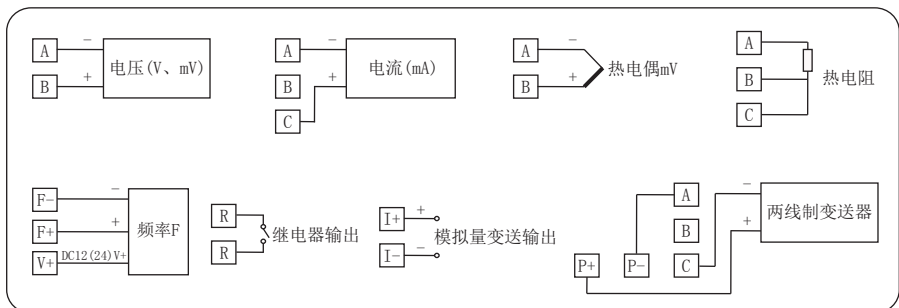 A
−
B
+
电压(V、mV)
A
−
B
+
C
电流(mA)
A
−
B
+
热电偶mV
A
B
C
热电阻
F−
−
F+
+
V+
DC12(24)V+
频率F
R
R
继电器输出
I+
+
I−
−
模拟量变送输出
A
B
C
P+
P−
−
+
两线制变送器